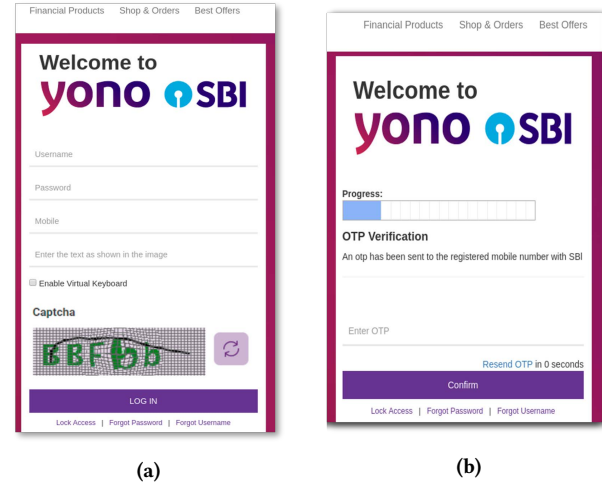 Financial Products Shop & Orders Best Offers
Welcome to
yono SBI
Username
Password
Mobile
Enter the text as shown in the image
Enable Virtual Keyboard
Captcha
BBFbb
LOG IN
Lock Access | Forgot Password | Forgot Username
(a)
Financial Products Shop & Orders Best Offers
Welcome to
yono SBI
Progress:
OTP Verification
An otp has been sent to the registered mobile number with SBI
Enter OTP
Resend OTP in 0 seconds
Confirm
Lock Access | Forgot Password | Forgot Username
(b)